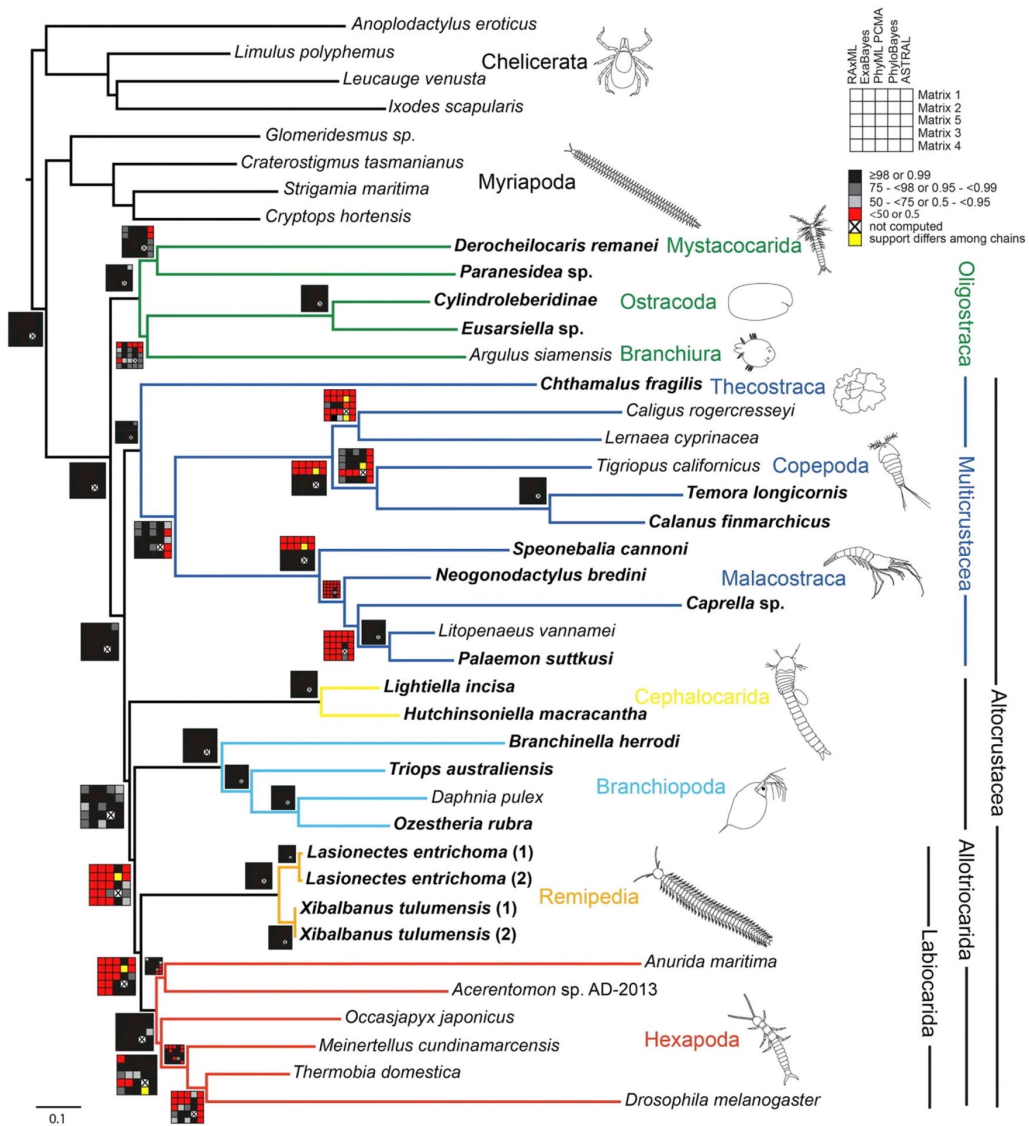 Anoplodactylus eroticus
Limulus polyphemus
Chelicerata
Leucauge venusta
Ixodes scapularis
RAxML
ExaBayes
PhyML PCMA
PhyloBayes
ASTRAL
Matrix 1
Matrix 2
Matrix 5
Matrix 3
Matrix 4
≥98 or 0.99
75 - <98 or 0.95 - <0.99
50 - <75 or 0.5 - <0.95
<50 or 0.5
not computed
support differs among chains
Glomeridesmus sp.
Craterostigmus tasmanianus
Myriapoda
Strigamia maritima
Cryptops hortensis
Derocheilocaris remanei
Mystacocarida
Paranesidea sp.
Cylindroleberidinae
Ostracoda
Eusarsiella sp.
Argulus siamensis
Branchiura
Oligostraca
Chthamalus fragilis
Thecostraca
Caligus rogercresseyi
Lernaea cyprinacea
Tigriopus californicus
Copepoda
Temora longicornis
Calanus finmarchicus
Multicrustacea
Speonebalia cannoni
Neogonodactylus bredini
Malacostraca
Caprella sp.
Litopenaeus vannamei
Palaemon suttkusi
Lightiella incisa
Cephalocarida
Hutchinsoniella macracantha
Altocrustacea
Branchinella herrodi
Triops australiensis
Branchiopoda
Daphnia pulex
Ozestheria rubra
Allotriocarida
Lasionectes entrichoma (1)
Lasionectes entrichoma (2)
Remipedia
Xibalbanus tulumensis (1)
Xibalbanus tulumensis (2)
Labiocarida
Anurida maritima
Acerentomon sp. AD-2013
Occasjapyx japonicus
Hexapoda
Meinertellus cundinamarcensis
Thermobia domestica
Drosophila melanogaster
0.1